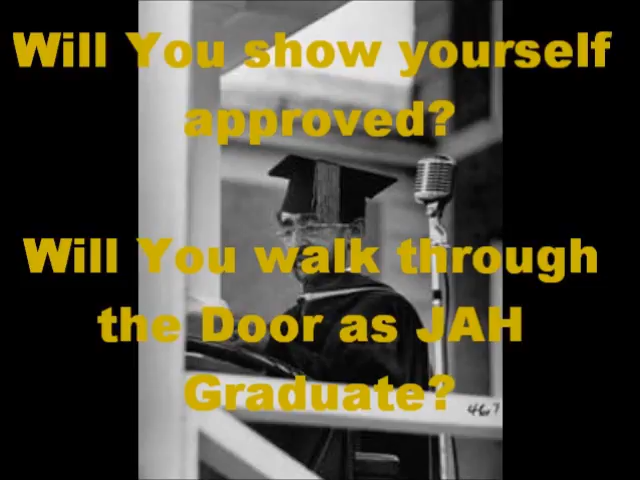 Will You show yourself
approved?
Will You walk through
the Door as JAH
Graduate?